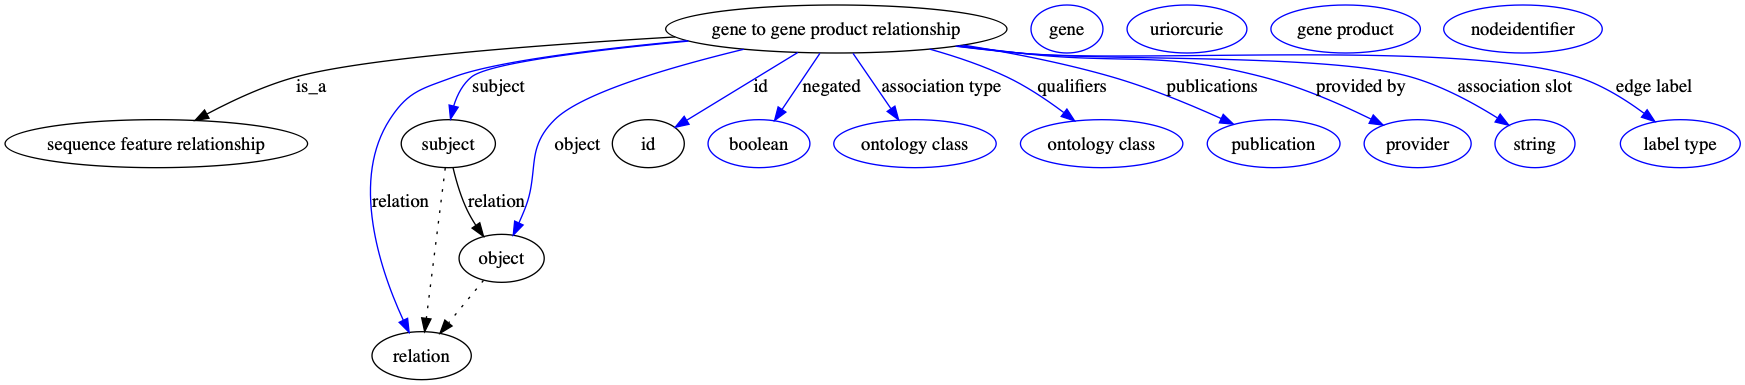 gene to gene product relationship
gene
uriorcurie
gene product
nodeidentifier
is_a
subject
id
negated
association type
qualifiers
publications
provided by
association slot
edge label
sequence feature relationship
subject
object
id
boolean
ontology class
ontology class
publication
provider
string
label type
relation
relation
object
relation